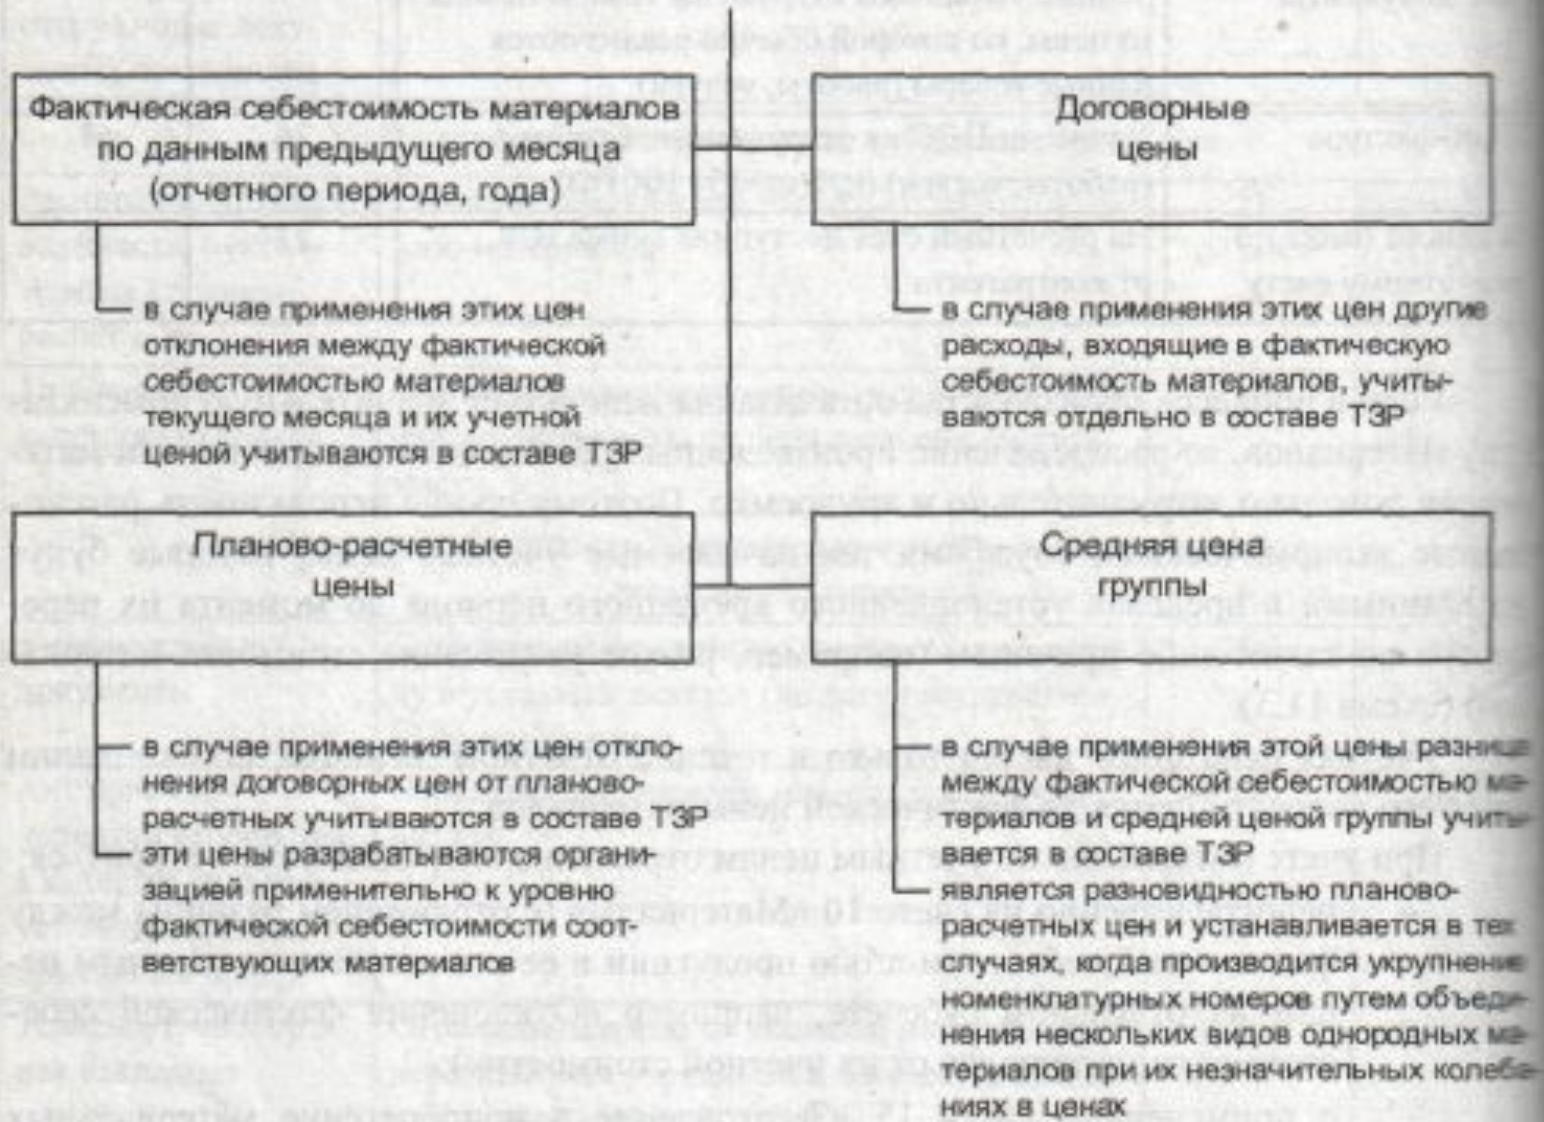 Фактическая себестоимость материалов
по данным предыдущего месяца
(отчетного периода, года)
в случае применения этих цен
отклонения между фактической
себестоимостью материалов
текущего месяца и их учетной
ценой учитываются в составе ТЗР
Договорные
цены
в случае применения этих цен другие
расходы, входящие в фактическую
себестоимость материалов, учиты-
ваются отдельно в составе ТЗР
Планово-расчетные
цены
в случае применения этих цен откло-
нения договорных цен от планово-
расчетных учитываются в составе ТЗР
эти цены разрабатываются органи-
зацией применительно к уровню
фактической себестоимости соот-
ветствующих материалов
Средняя цена
группы
в случае применения этой цены разница
между фактической себестоимостью ма-
териалов и средней ценой группы учиты-
вается в составе ТЗР
является разновидностью планово-
расчетных цен и устанавливается в тех
случаях, когда производится укрупнение
номенклатурных номеров путем объеди-
нения нескольких видов однородных ма-
териалов при их незначительных колеба-
ниях в ценах